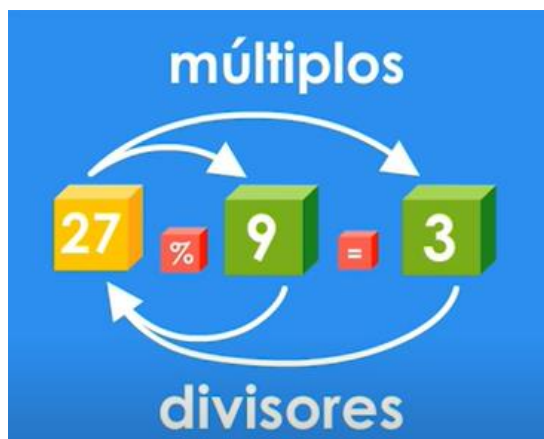 múltiplos
27 % 9 = 3
divisores